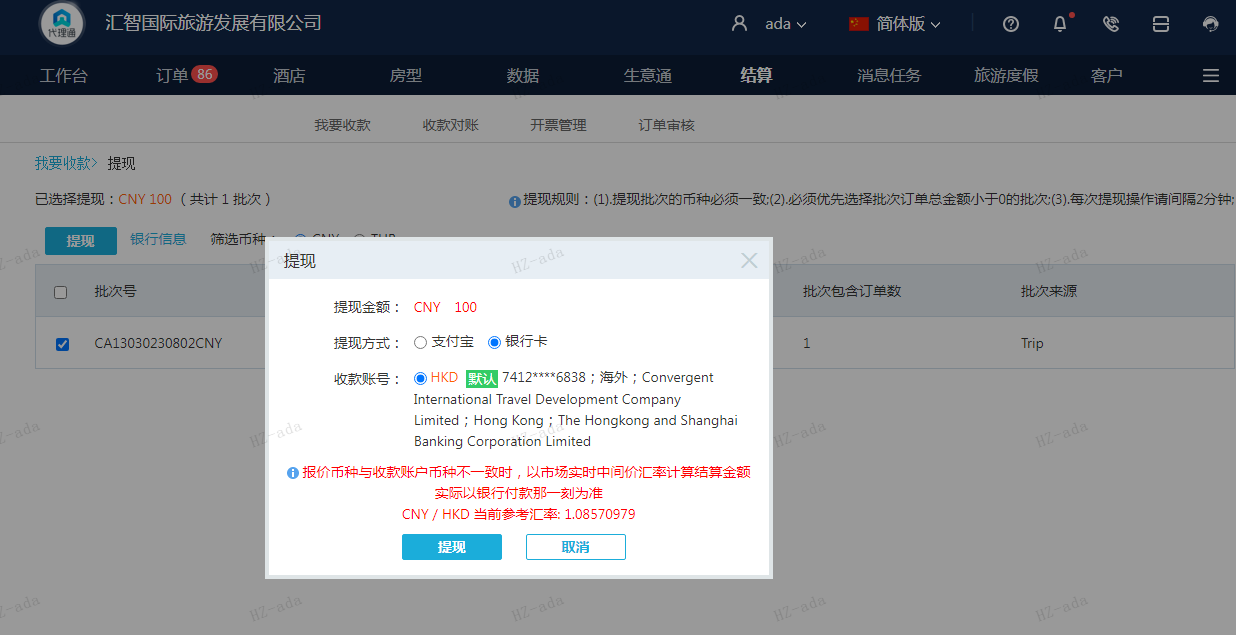 代理通
汇智国际旅游发展有限公司
ada
简体版
工作台
订单 86
酒店
房型
数据
生意通
结算
消息任务
旅游度假
客户
我要收款
收款对账
开票管理
订单审核
我要收款> 提现
已选择提现：CNY 100 （ 共计 1 批次 ）
提现规则：(1).提现批次的币种必须一致;(2).必须优先选择批次订单总金额小于0的批次;(3).每次提现操作请间隔2分钟;
提现
银行信息
筛选币种：
CNY
THB
批次号
批次包含订单数
批次来源
CA13030230802CNY
1
Trip
提现
提现金额： CNY 100
提现方式： 支付宝 银行卡
收款账号： HKD 默认 7412****6838；海外；Convergent
International Travel Development Company
Limited；Hong Kong；The Hongkong and Shanghai
Banking Corporation Limited
报价币种与收款账户币种不一致时，以市场实时中间价汇率计算结算金额
实际以银行付款那一刻为准
CNY / HKD 当前参考汇率: 1.08570979
提现
取消
HZ-ada